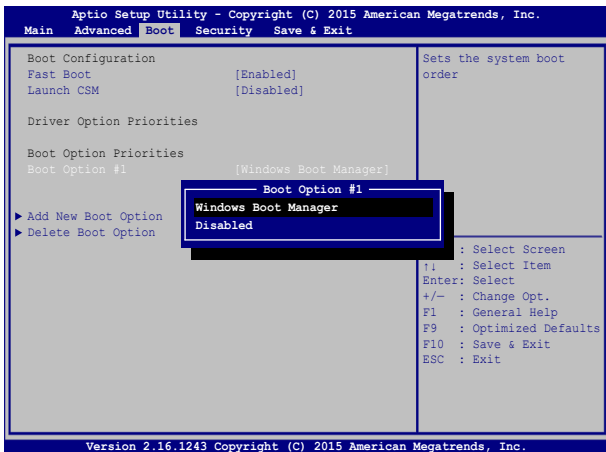 Aptio Setup Utility - Copyright (C) 2015 American Megatrends, Inc.
Main Advanced Boot Security Save & Exit
Boot Configuration
Fast Boot [Enabled]
Launch CSM [Disabled]
Driver Option Priorities
Boot Option Priorities
Boot Option #1 [Windows Boot Manager]
▶ Add New Boot Option
▶ Delete Boot Option
Boot Option #1
Windows Boot Manager
Disabled
Sets the system boot
order
: Select Screen
↑↓ : Select Item
Enter: Select
+/— : Change Opt.
F1 : General Help
F9 : Optimized Defaults
F10 : Save & Exit
ESC : Exit
Version 2.16.1243 Copyright (C) 2015 American Megatrends, Inc.